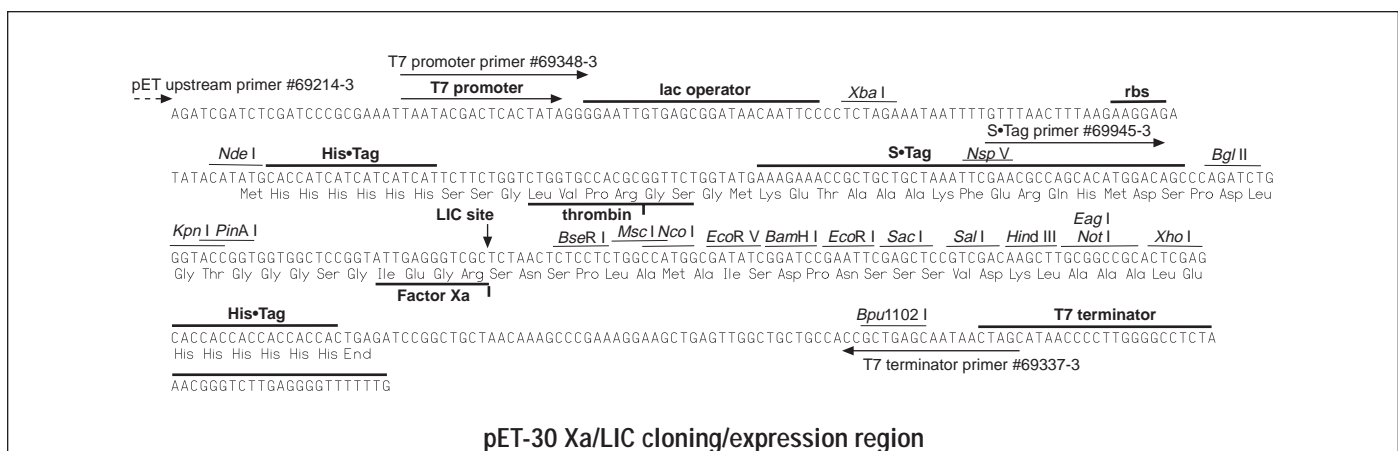 T7 promoter primer #69348-3
pET upstream primer #69214-3
T7 promoter
lac operator
Xba I
rbs
AGATCGATCTCGATCCCGCGAAATTAATACGACTCACTATAGGGGAATTGTGAGCGGATAACAATTCCCCTCTAGAAATAATTTTGTTTAACTTTAAGAAGGAGA
S•Tag primer #69945-3
Nde I
His•Tag
S•Tag
Nsp V
Bgl II
TATACATATGCACCATCATCATCATCATTCTTCTGGTCTGGTGCCACGCGGTTCTGGTATGAAAGAAACCGCTGCTGCTAAATTCGAACGCCAGCACATGGACAGCCCAGATCTG
Met His His His His His His Ser Ser Gly Leu Val Pro Arg Gly Ser Gly Met Lys Glu Thr Ala Ala Ala Lys Phe Glu Arg Gln His Met Asp Ser Pro Asp Leu
LIC site
thrombin
Eag I
Kpn I PinA I
BseR I
Msc I Nco I
EcoR V
BamH I
EcoR I
Sac I
Sal I
Hind III
Not I
Xho I
GGTACCGGTGGTGGCTCCGGTATTGAGGGTCGCTCTAACTCTCCTCTGGCCATGGCGATATCGGATCCGAATTCGAGCTCCGTCGACAAGCTTGCGGCCGCACTCGAG
Gly Thr Gly Gly Gly Ser Gly Ile Glu Gly Arg Ser Asn Ser Pro Leu Ala Met Ala Ile Ser Asp Pro Asn Ser Ser Ser Val Asp Lys Leu Ala Ala Ala Leu Glu
Factor Xa
His•Tag
Bpu1102 I
T7 terminator
CACCACCACCACCACCACTGAGATCCGGCTGCTAACAAAGCCCGAAAGGAAGCTGAGTTGGCTGCTGCCACCGCTGAGCAATAACTAGCATAACCCCTTGGGGCCTCTA
His His His His His His End
T7 terminator primer #69337-3
AACGGGTCTTGAGGGGTTTTTTG
pET-30 Xa/LIC cloning/expression region